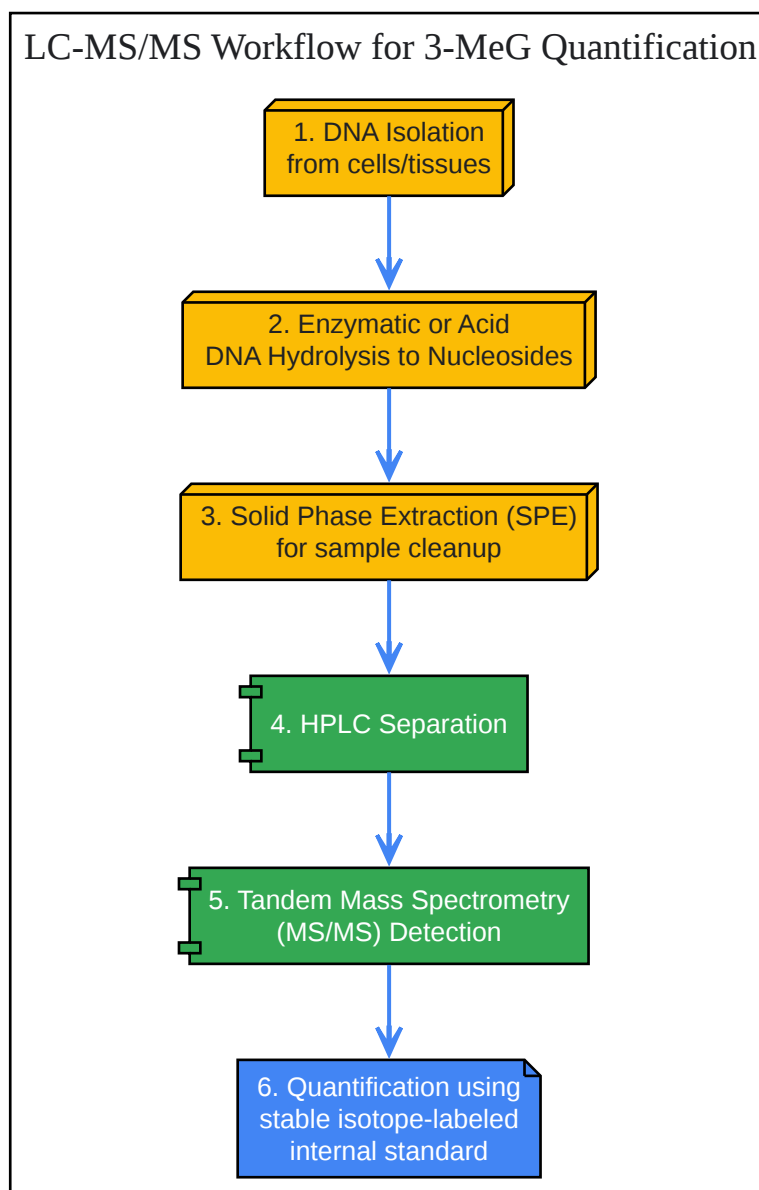 LC-MS/MS Workflow for 3-MeG Quantification
1. DNA Isolation
from cells/tissues
2. Enzymatic or Acid
DNA Hydrolysis to Nucleosides
3. Solid Phase Extraction (SPE)
for sample cleanup
4. HPLC Separation
5. Tandem Mass Spectrometry
(MS/MS) Detection
6. Quantification using
stable isotope-labeled
internal standard